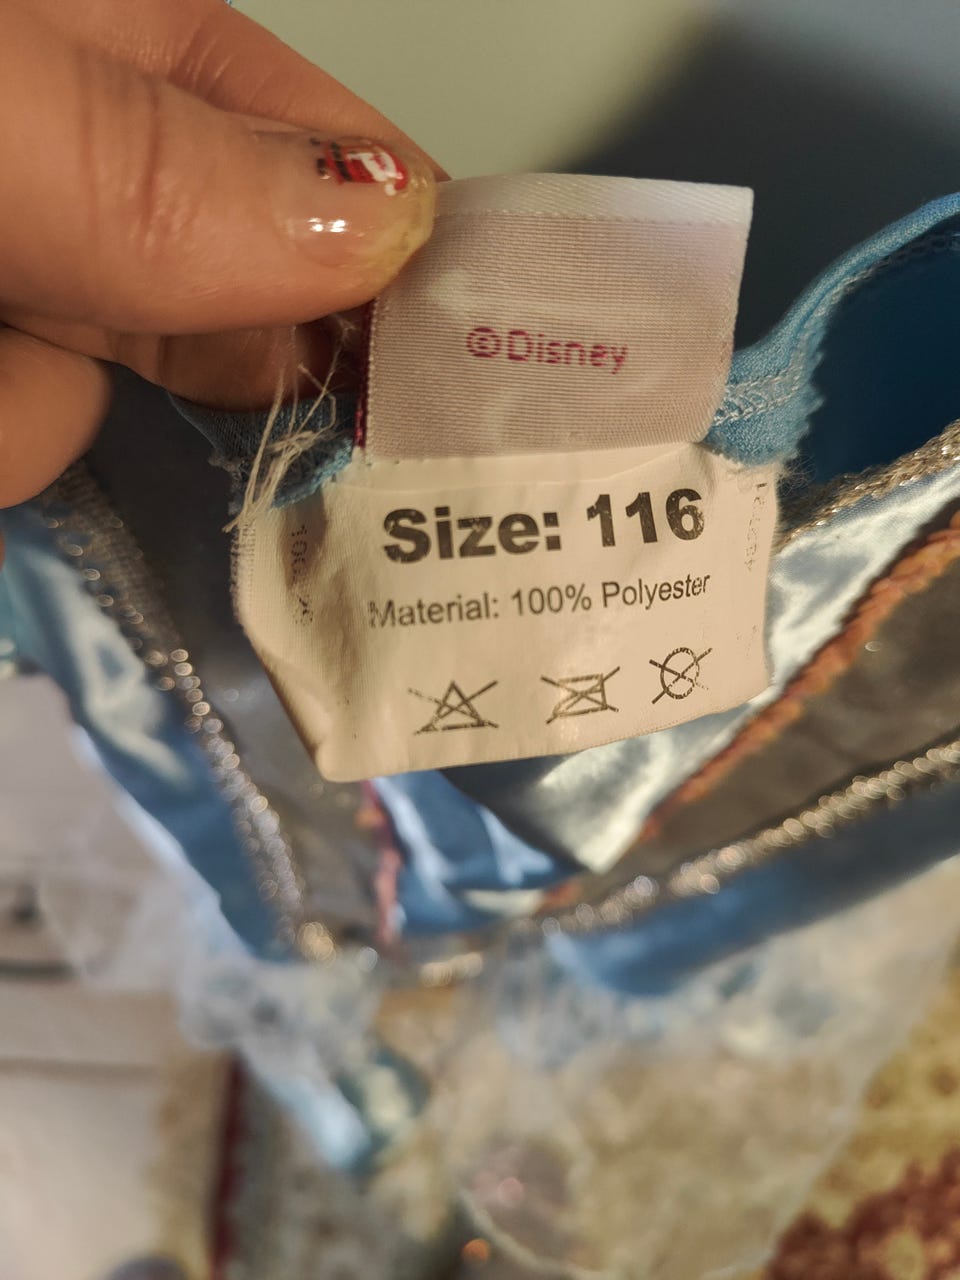 ©Disney
Size: 116
Material: 100% Polyester